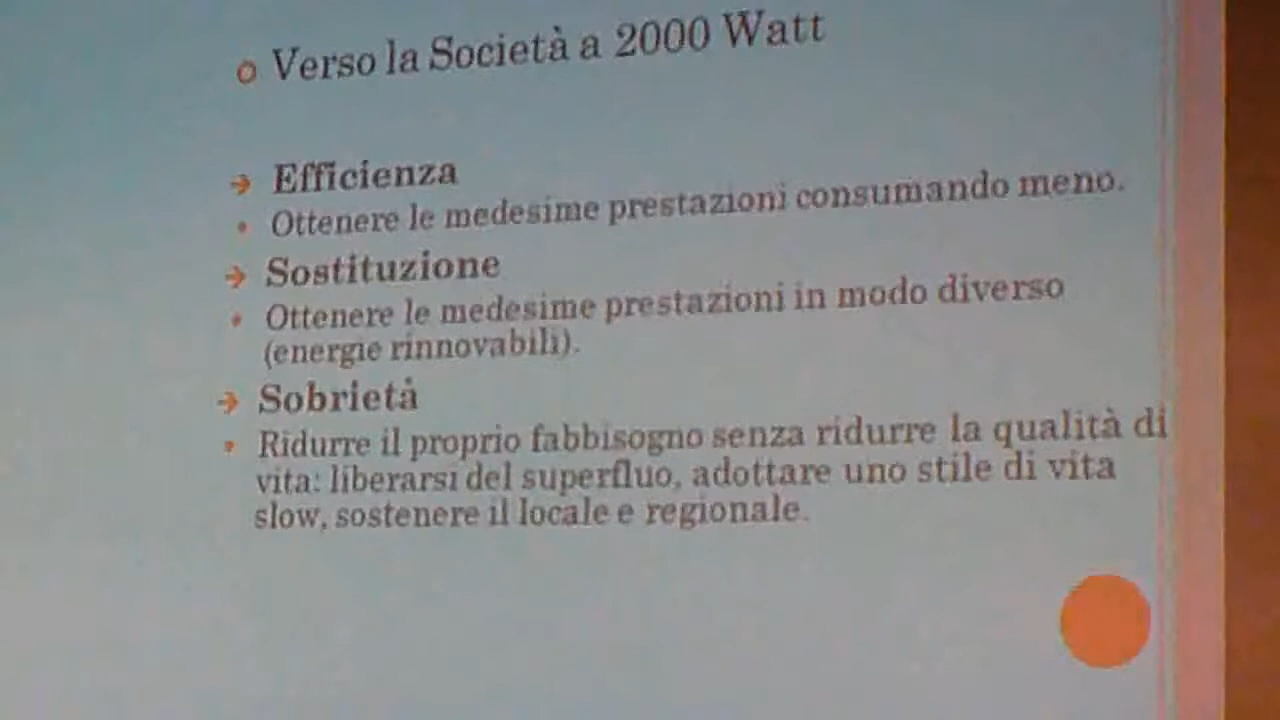 Verso la Società a 2000 Watt
Efficienza
Ottenere le medesime prestazioni consumando meno.
Sostituzione
Ottenere le medesime prestazioni in modo diverso
(energie rinnovabili).
Sobrietà
Ridurre il proprio fabbisogno senza ridurre la qualità di
vita: liberarsi del superfluo, adottare uno stile di vita
slow, sostenere il locale e regionale.